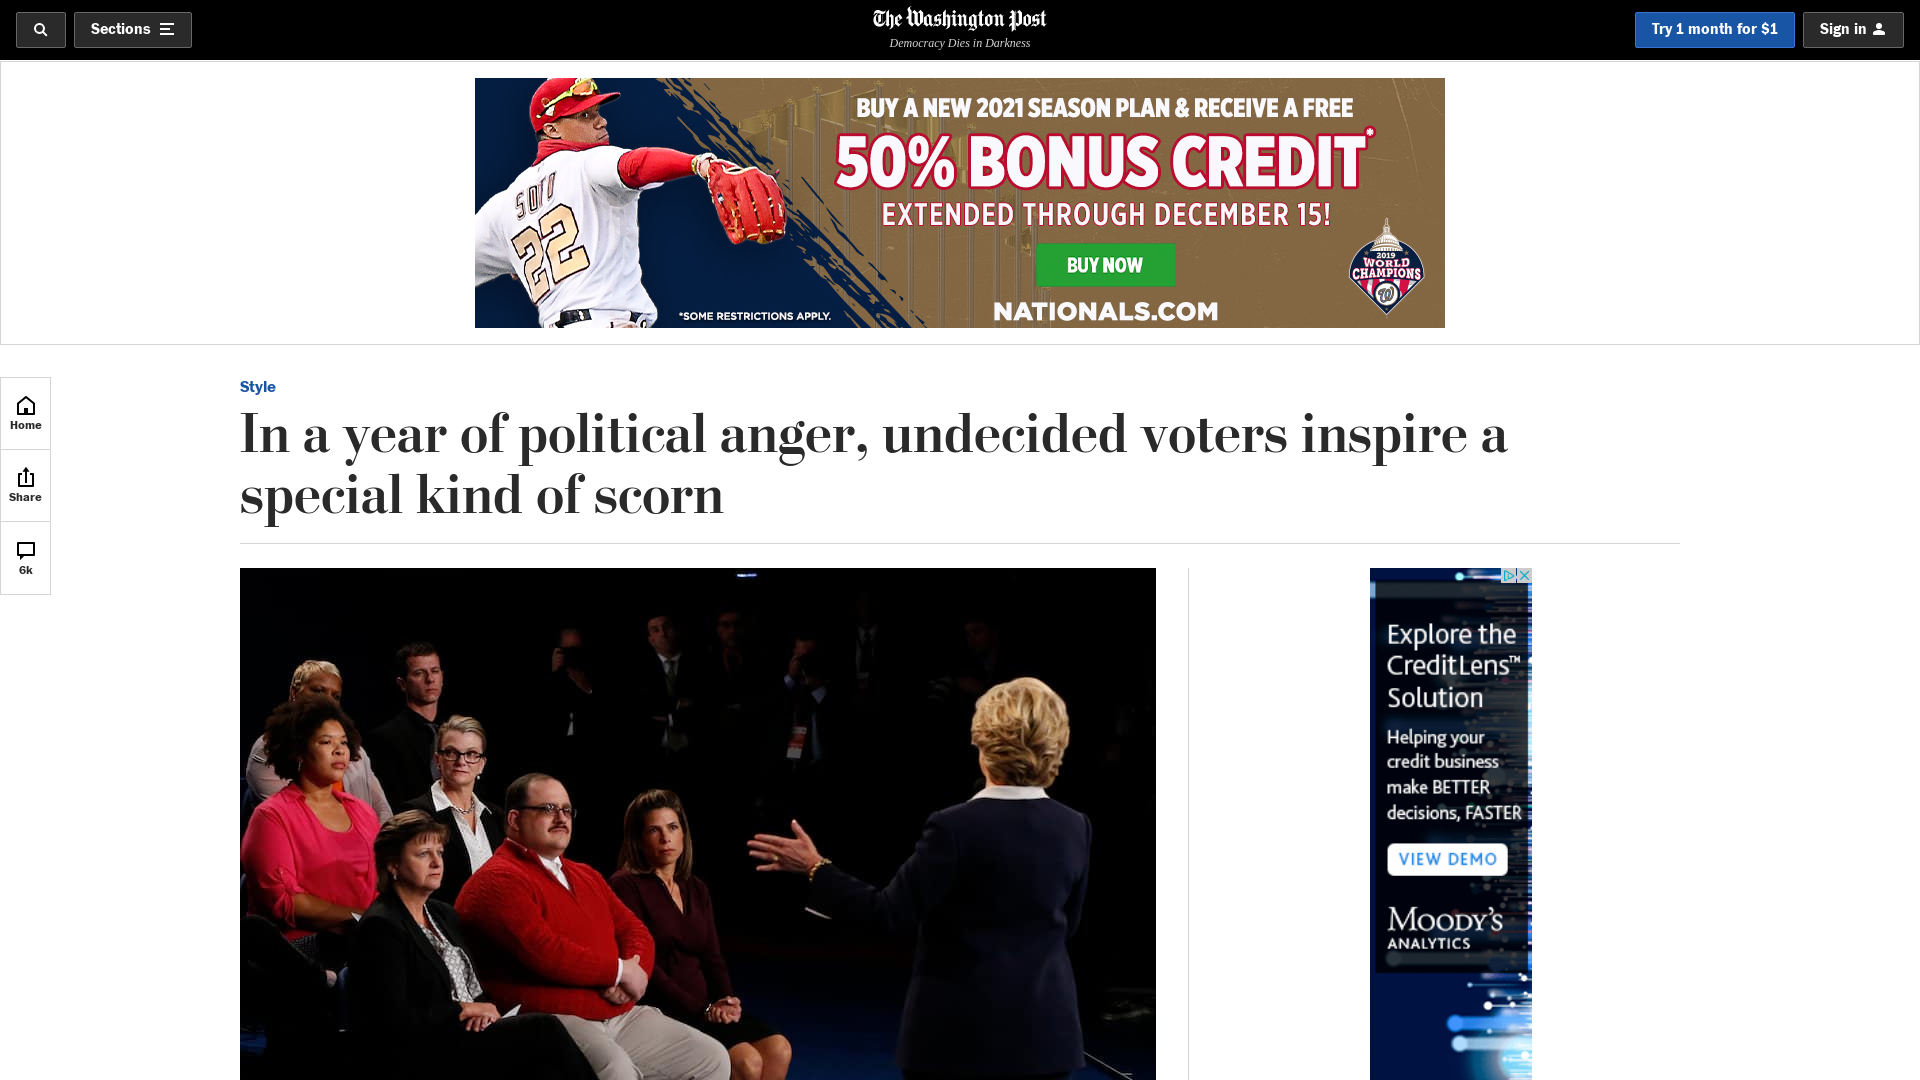 Sections
The Washington Post
Democracy Dies in Darkness
Try 1 month for $1
Sign in
BUY A NEW 2021 SEASON PLAN & RECEIVE A FREE
50% BONUS CREDIT*
EXTENDED THROUGH DECEMBER 15!
BUY NOW
NATIONALS.COM
*SOME RESTRICTIONS APPLY.
SOTO
22
2019
WORLD
CHAMPIONS
W
Home
Share
6k
Style
In a year of political anger, undecided voters inspire a
special kind of scorn
Explore the
CreditLens™
Solution
Helping your
credit business
make BETTER
decisions, FASTER
VIEW DEMO
MOODY'S
ANALYTICS